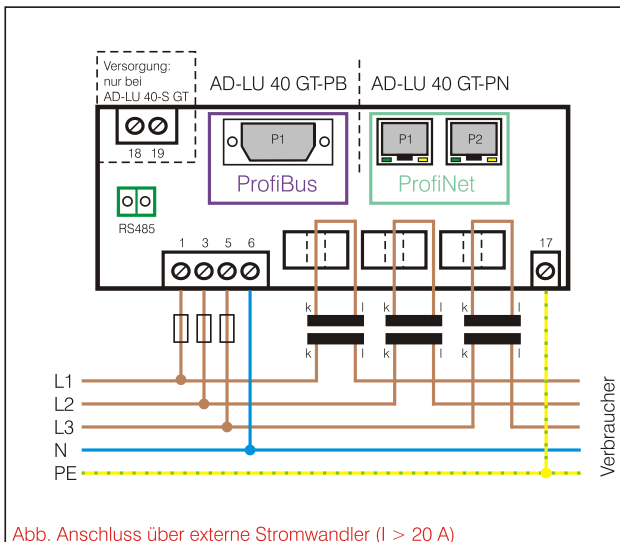 Versorgung:
nur bei
AD-LU 40-S GT
AD-LU 40 GT-PB
AD-LU 40 GT-PN
18 19
P1
ProfiBus
P1
P2
ProfiNet
RS485
1 3 5 6
17
k l k l k l
k l k l k l
L1
L2
L3
N
PE
Verbraucher
Abb. Anschluss über externe Stromwandler (I > 20 A)